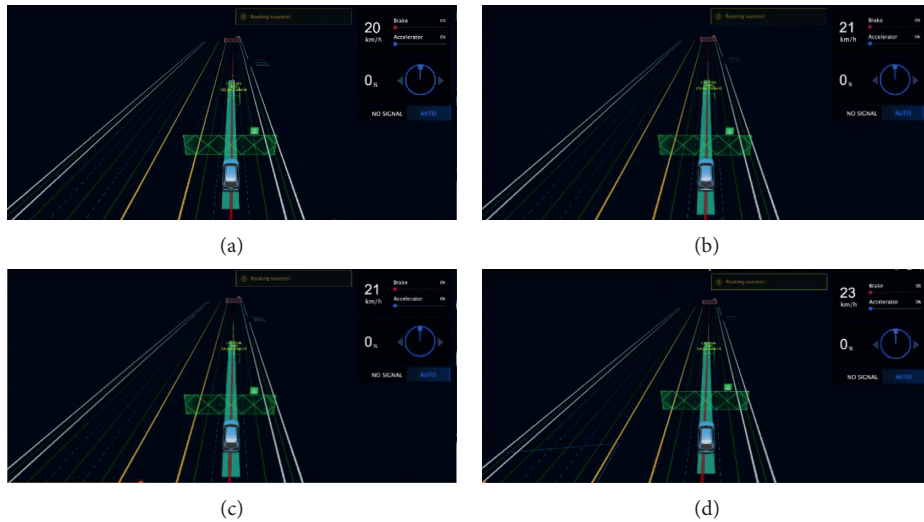 Routing success!
20
km/h
Brake
0%
Accelerator
0%
0%
NO SIGNAL
AUTO
(a)
Routing success!
21
km/h
Brake
0%
Accelerator
0%
0%
NO SIGNAL
AUTO
(b)
Routing success!
21
km/h
Brake
0%
Accelerator
0%
0%
NO SIGNAL
AUTO
(c)
Routing success!
23
km/h
Brake
0%
Accelerator
0%
0%
NO SIGNAL
AUTO
(d)